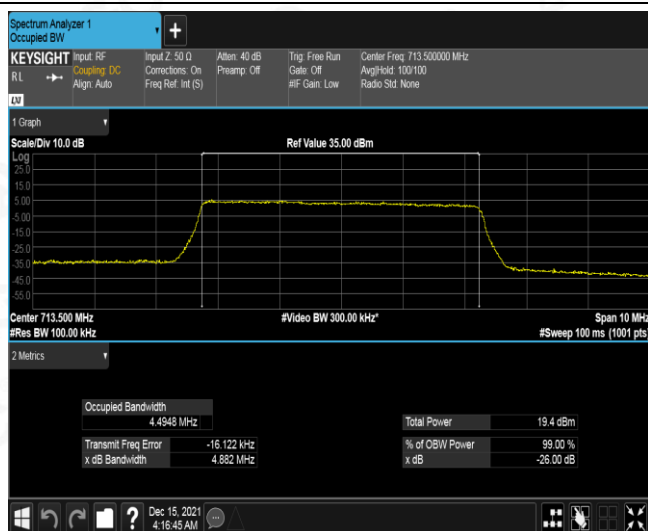 Spectrum Analyzer 1
Occupied BW
+
KEYSIGHT Input: RF Input Z: 50 Ω Atten: 40 dB Trig: Free Run Center Freq: 713.500000 MHz
RL Coupling: DC Corrections: On Preamp: Off Gate: Off Avg|Hold: 100/100
Align: Auto Freq Ref: Int (S) #IF Gain: Low Radio Std: None
LXI
1 Graph
Scale/Div 10.0 dB Ref Value 35.00 dBm
Log
25.0
15.0
5.00
-5.00
-15.0
-25.0
-35.0
-45.0
-55.0
Center 713.500 MHz #Video BW 300.00 kHz* Span 10 MHz
#Res BW 100.00 kHz #Sweep 100 ms (1001 pts)
2 Metrics
Occupied Bandwidth
4.4948 MHz Total Power 19.4 dBm
Transmit Freq Error -16.122 kHz % of OBW Power 99.00 %
x dB Bandwidth 4.882 MHz x dB -26.00 dB
? Dec 15, 2021
4:16:45 AM